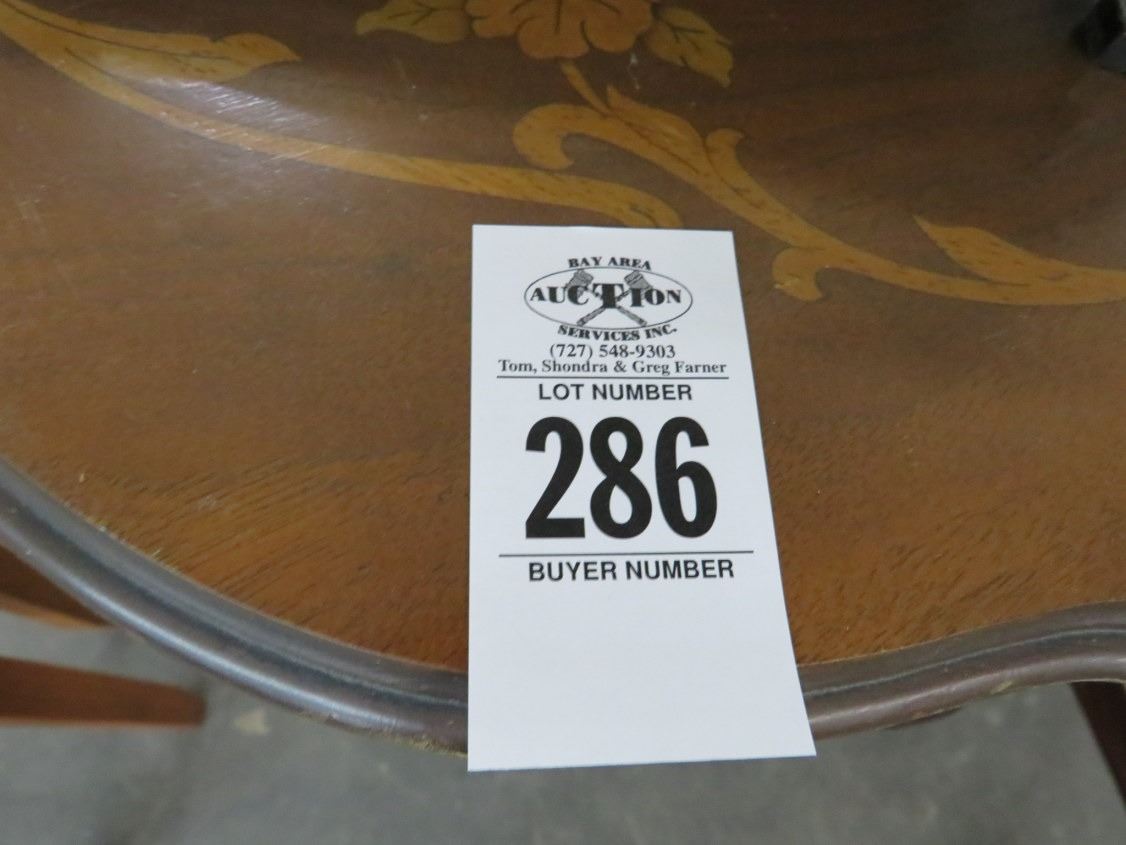 BAY AREA
AUCTION
SERVICES INC.
(727) 548-9303
Tom, Shondra & Greg Farner
LOT NUMBER
286
BUYER NUMBER